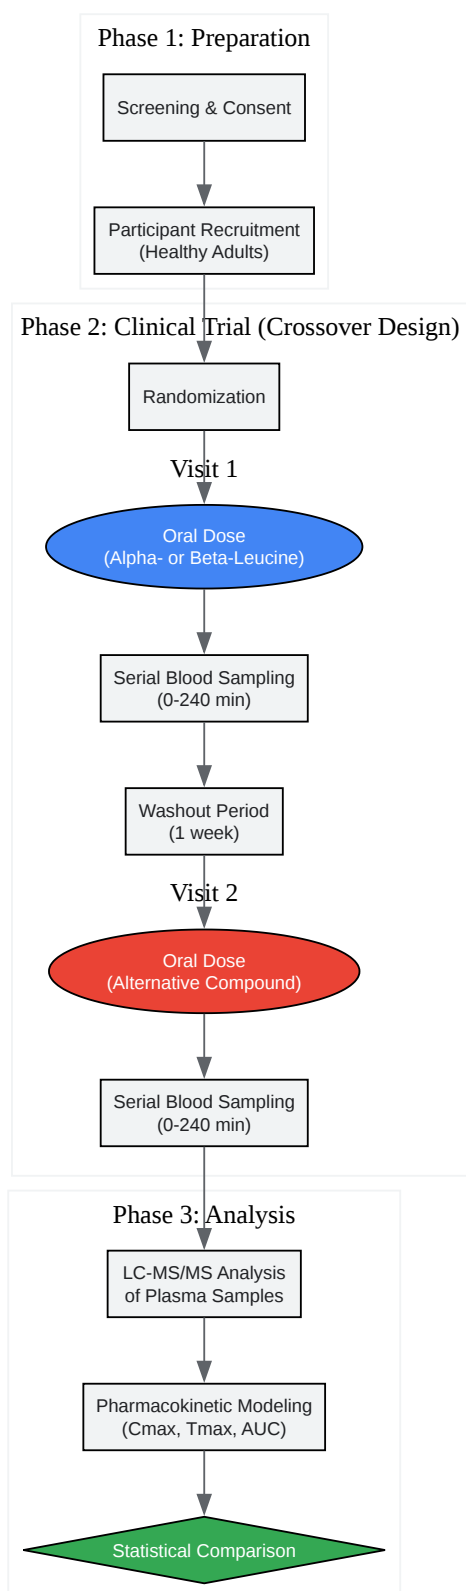 Phase 1: Preparation
Screening & Consent
Participant Recruitment
(Healthy Adults)
Phase 2: Clinical Trial (Crossover Design)
Randomization
Visit 1
Oral Dose
(Alpha- or Beta-Leucine)
Serial Blood Sampling
(0-240 min)
Washout Period
(1 week)
Visit 2
Oral Dose
(Alternative Compound)
Serial Blood Sampling
(0-240 min)
Phase 3: Analysis
LC-MS/MS Analysis
of Plasma Samples
Pharmacokinetic Modeling
(Cmax, Tmax, AUC)
Statistical Comparison